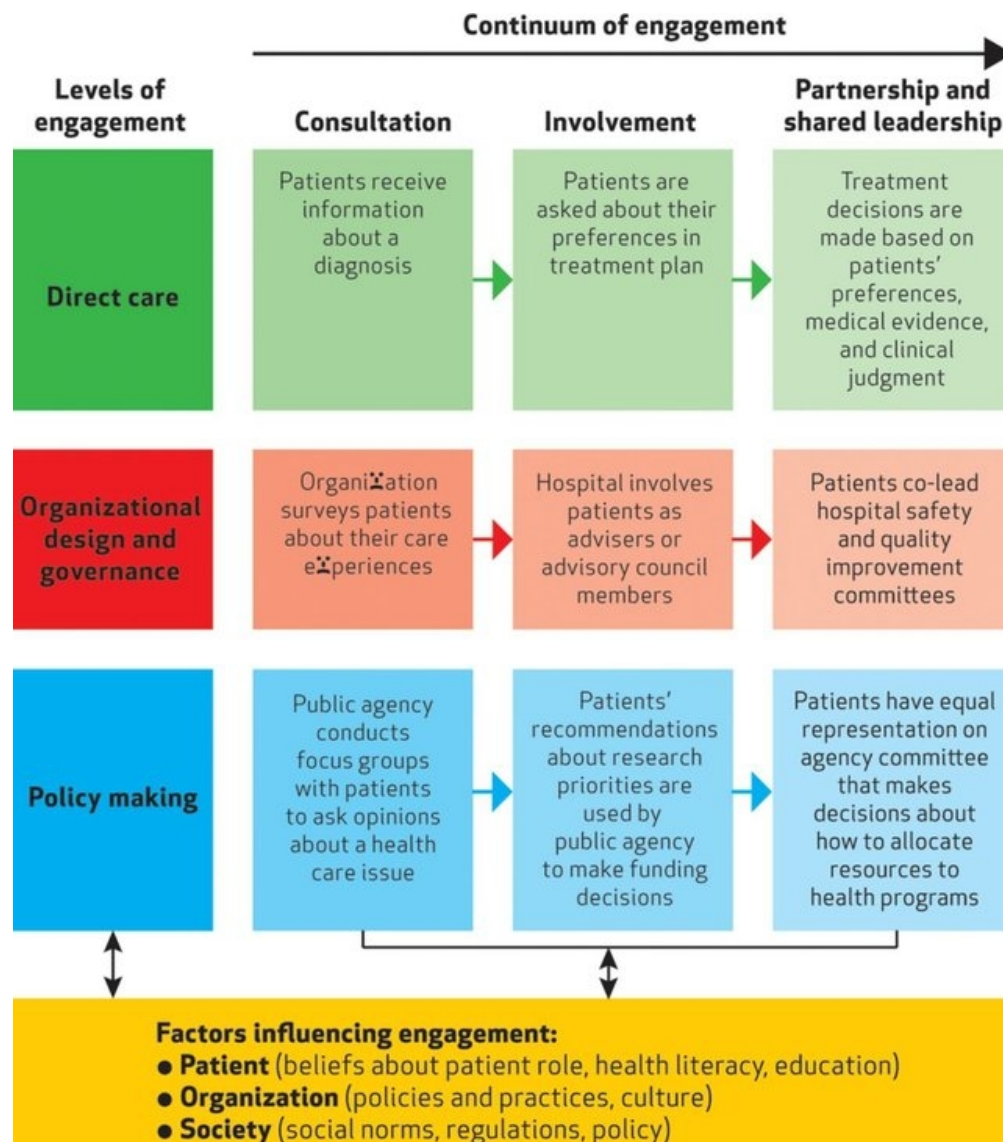 Continuum of engagement
Levels of
engagement
Consultation
Involvement
Partnership and
shared leadership
Direct care
Patients receive
information
about a
diagnosis
Patients are
asked about their
preferences in
treatment plan
Treatment
decisions are
made based on
patients’
preferences,
medical evidence,
and clinical
judgment
Organizational
design and
governance
surveys patients
about their care
Hospital involves
patients as
advisers or
advisory council
members
Patients co-lead
hospital safety
and quality
improvement
committees
Policy making
Public agency
conducts
focus groups
with patients
to ask opinions
about a health
care issue
Patients’
recommendations
about research
priorities are
used by
public agency
to make funding
decisions
Patients have equal
representation on
agency committee
that makes
decisions about
how to allocate
resources to
health programs
Factors influencing engagement:
● Patient (beliefs about patient role, health literacy, education)
● Organization (policies and practices, culture)
● Society (social norms, regulations, policy)